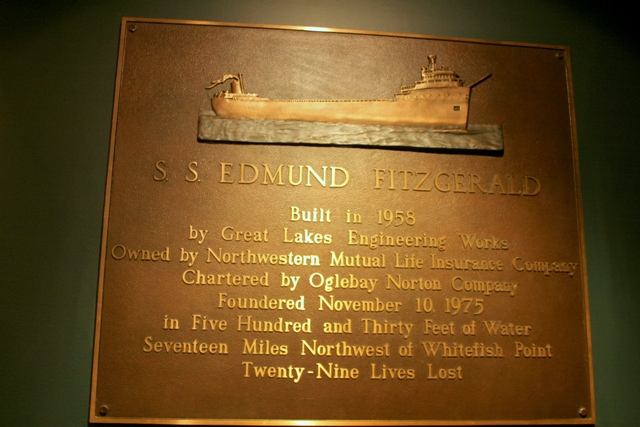 S. S. EDMUND FITZGERALD
Built in 1958
by Great Lakes Engineering Works
Owned by Northwestern Mutual Life Insurance Company
Chartered by Oglebay Norton Company
Foundered November 10, 1975
in Five Hundred and Thirty Feet of Water
Seventeen Miles Northwest of Whitefish Point
Twenty-Nine Lives Lost